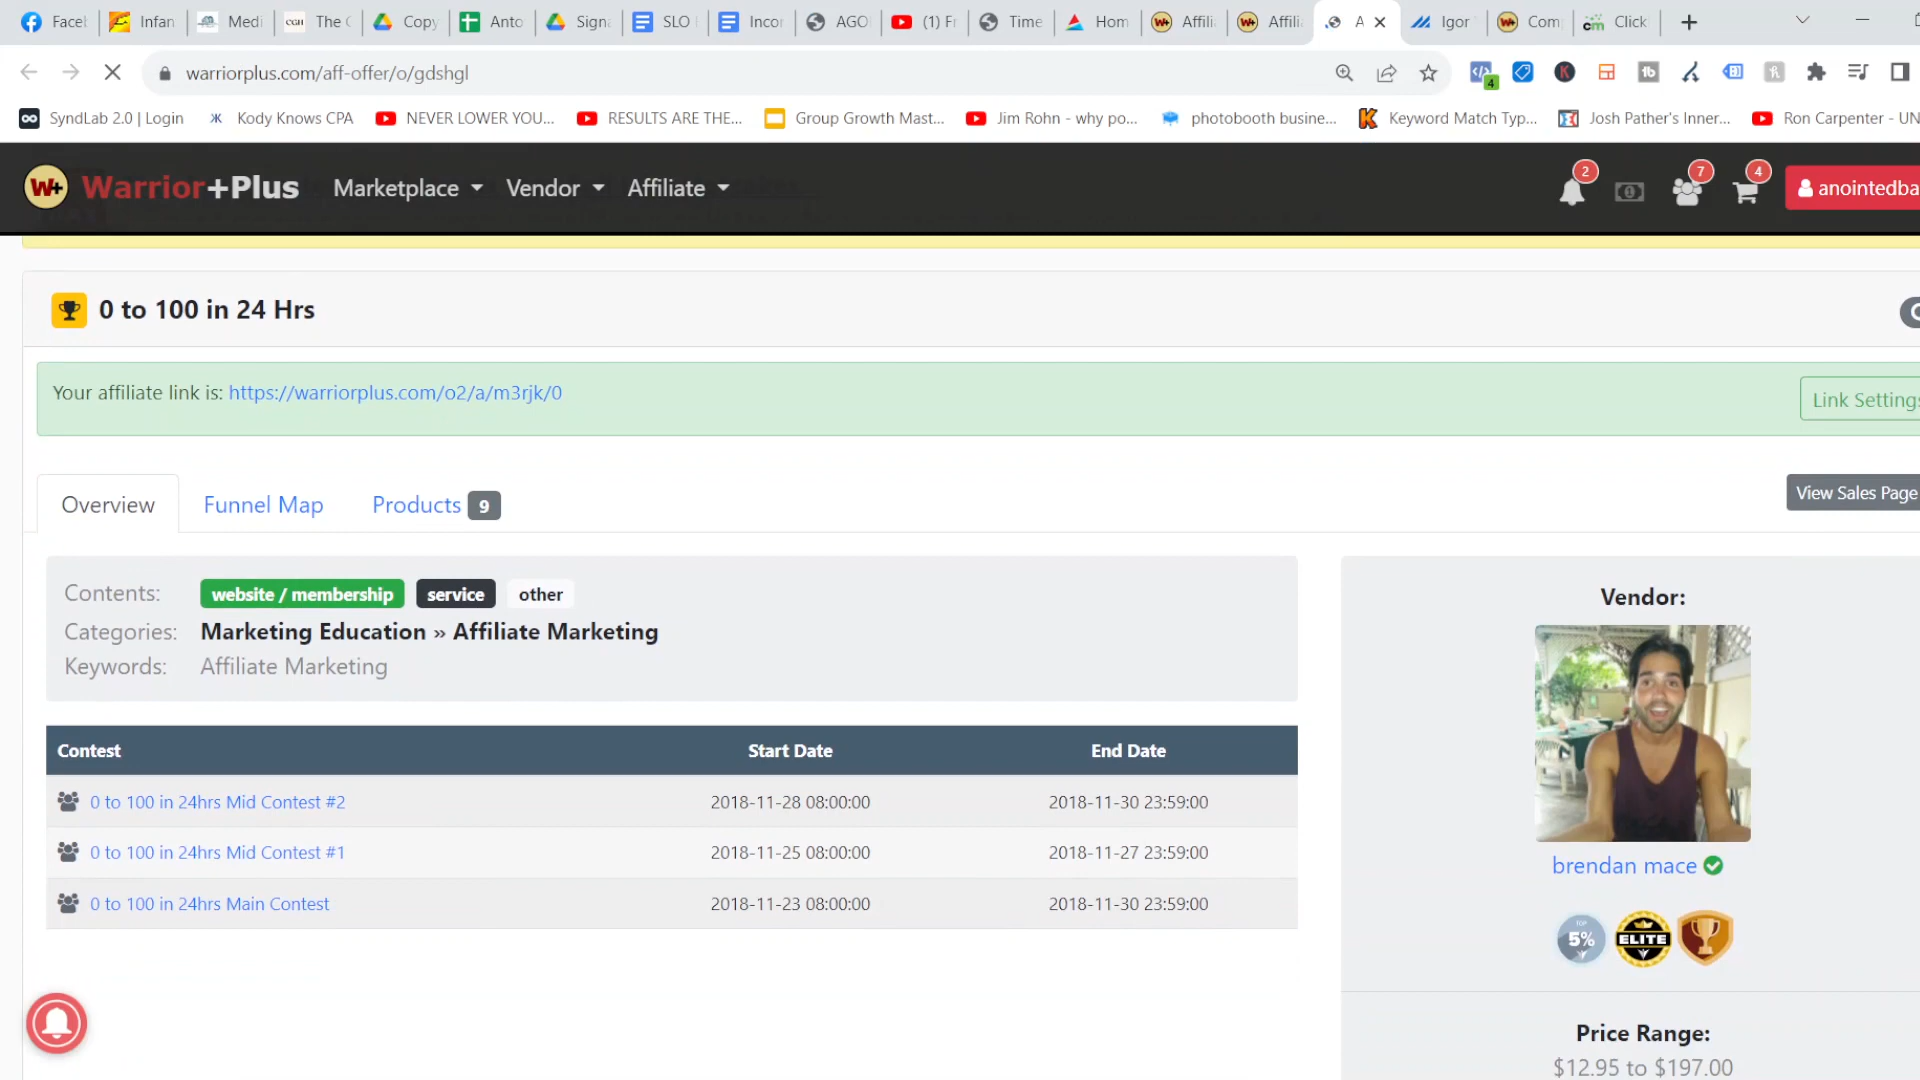 Faceb Infan Medi The C Copy Anto Signa SLO Incor AGO (1) Fr Time Hom Affilia Affilia A Igor Com Click
warriorplus.com/aff-offer/o/gdshgl
SyndLab 2.0 | Login Kody Knows CPA NEVER LOWER YOU... RESULTS ARE THE... Group Growth Mast... Jim Rohn - why po... photobooth busine... Keyword Match Typ... Josh Pather's Inner... Ron Carpenter - UN
W+ Warrior+Plus Marketplace Vendor Affiliate 2 7 4 anointedba
0 to 100 in 24 Hrs
Your affiliate link is: https://warriorplus.com/o2/a/m3rjk/0
Link Settings
Overview Funnel Map Products 9 View Sales Page
Contents: website / membership service other
Categories: Marketing Education » Affiliate Marketing
Keywords: Affiliate Marketing
Contest Start Date End Date
0 to 100 in 24hrs Mid Contest #2 2018-11-28 08:00:00 2018-11-30 23:59:00
0 to 100 in 24hrs Mid Contest #1 2018-11-25 08:00:00 2018-11-27 23:59:00
0 to 100 in 24hrs Main Contest 2018-11-23 08:00:00 2018-11-30 23:59:00
Vendor:
brendan mace
TOP 5% ELITE
Price Range:
$12.95 to $197.00